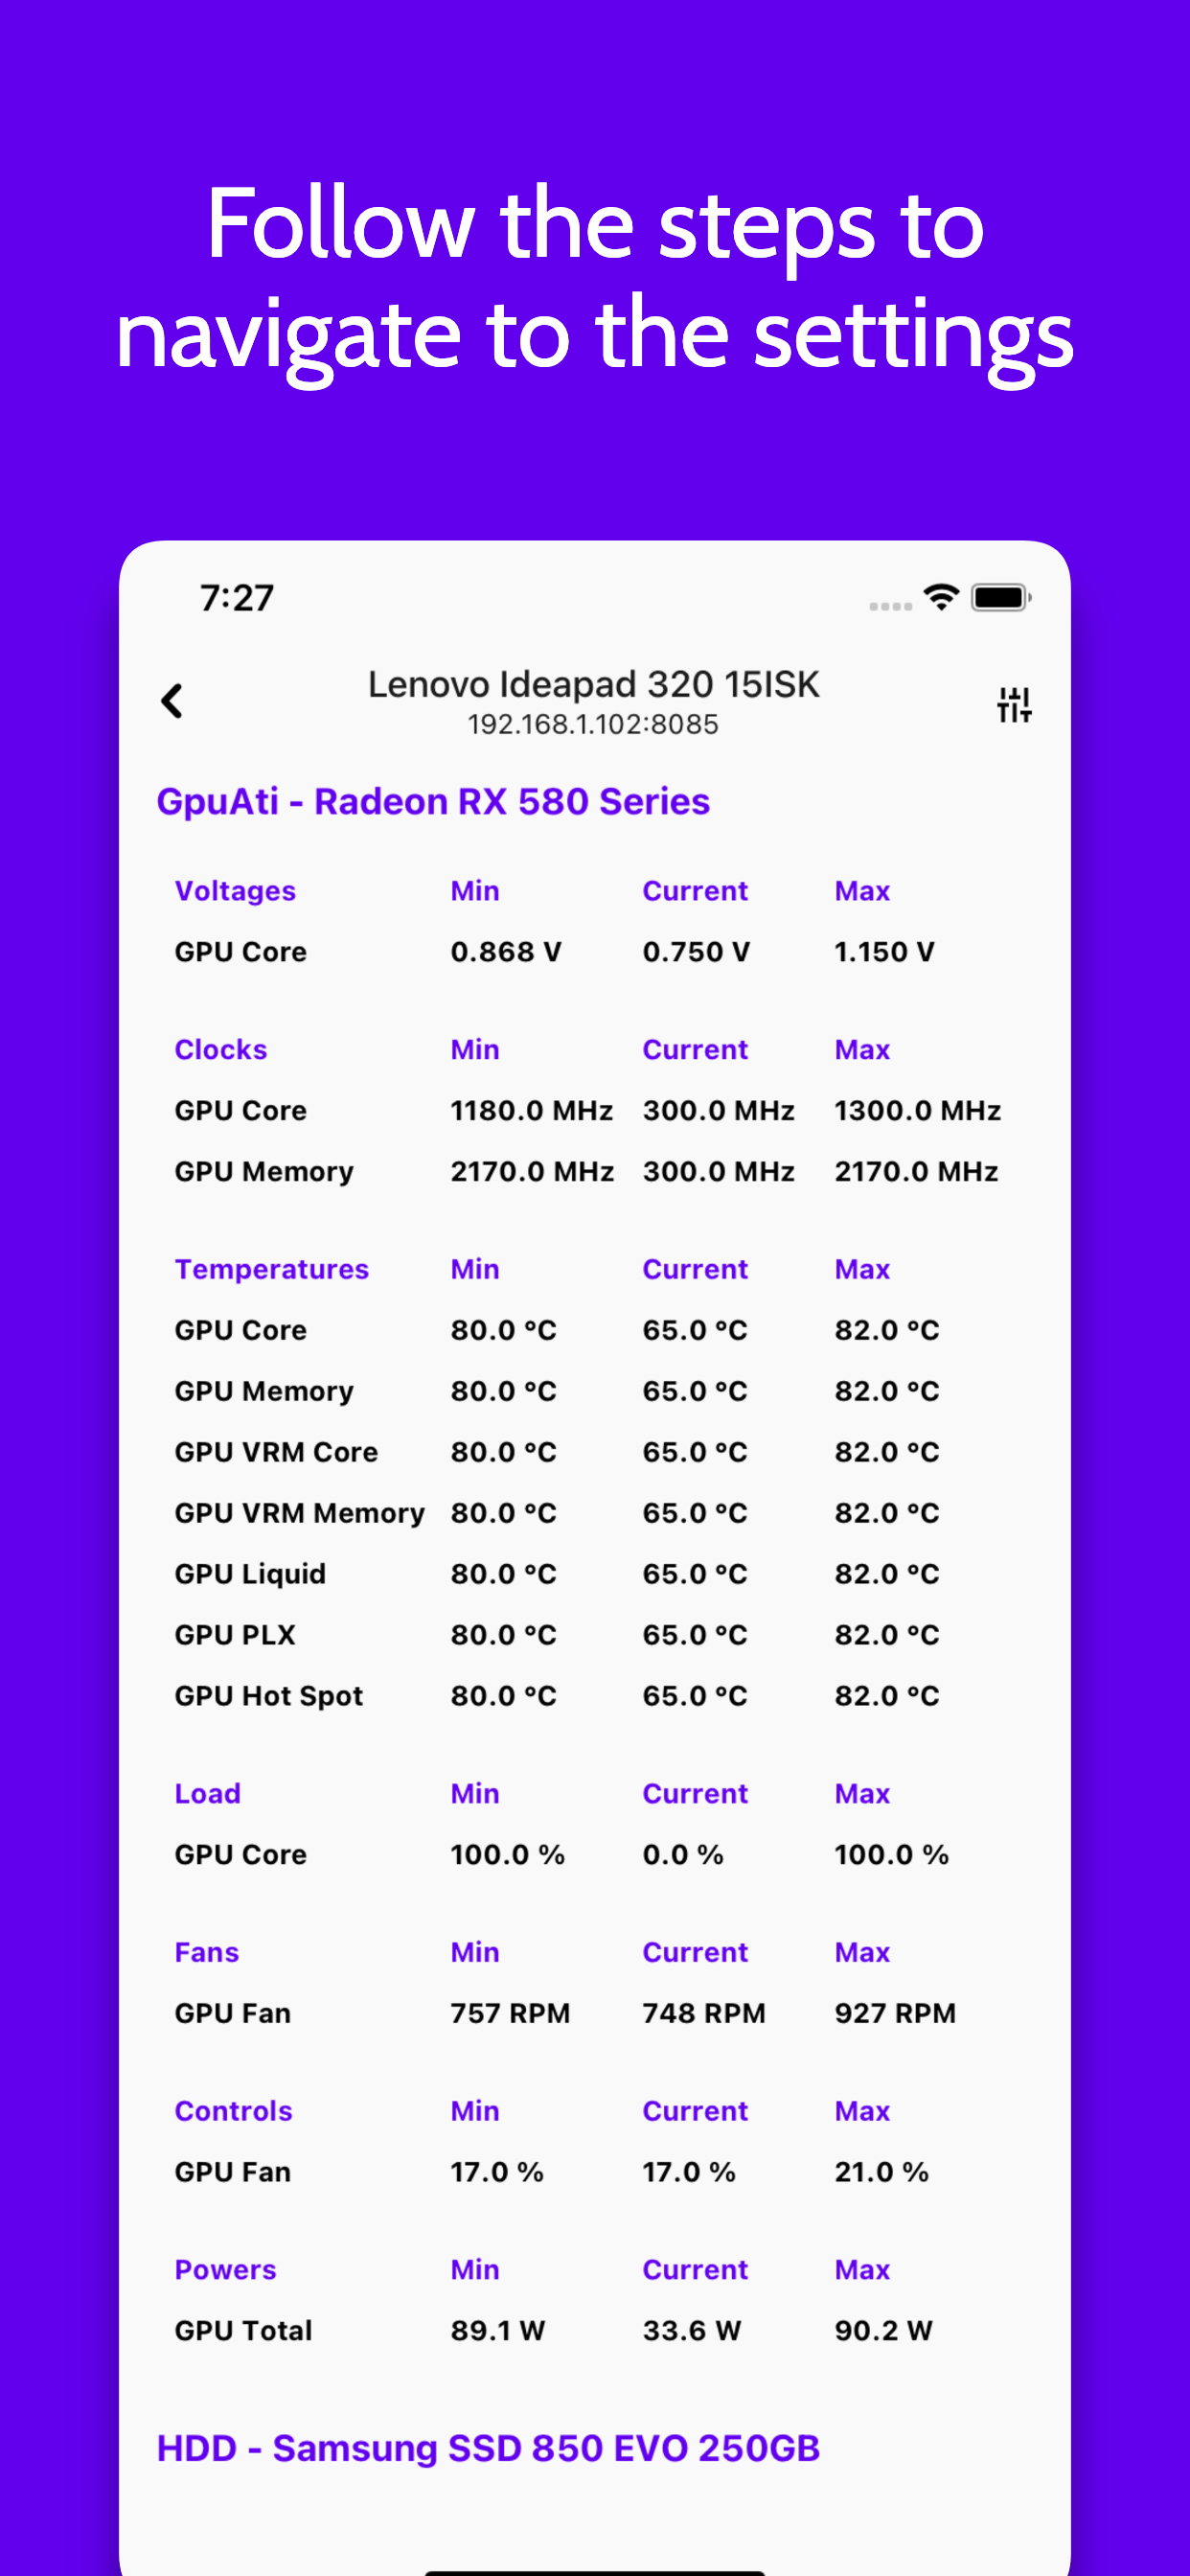 Follow the steps to
navigate to the settings
7:27
Lenovo Ideapad 320 15ISK
192.168.1.102:8085
GpuAti - Radeon RX 580 Series
Voltages Min Current Max
GPU Core 0.868 V 0.750 V 1.150 V
Clocks Min Current Max
GPU Core 1180.0 MHz 300.0 MHz 1300.0 MHz
GPU Memory 2170.0 MHz 300.0 MHz 2170.0 MHz
Temperatures Min Current Max
GPU Core 80.0 °C 65.0 °C 82.0 °C
GPU Memory 80.0 °C 65.0 °C 82.0 °C
GPU VRM Core 80.0 °C 65.0 °C 82.0 °C
GPU VRM Memory 80.0 °C 65.0 °C 82.0 °C
GPU Liquid 80.0 °C 65.0 °C 82.0 °C
GPU PLX 80.0 °C 65.0 °C 82.0 °C
GPU Hot Spot 80.0 °C 65.0 °C 82.0 °C
Load Min Current Max
GPU Core 100.0 % 0.0 % 100.0 %
Fans Min Current Max
GPU Fan 757 RPM 748 RPM 927 RPM
Controls Min Current Max
GPU Fan 17.0 % 17.0 % 21.0 %
Powers Min Current Max
GPU Total 89.1 W 33.6 W 90.2 W
HDD - Samsung SSD 850 EVO 250GB